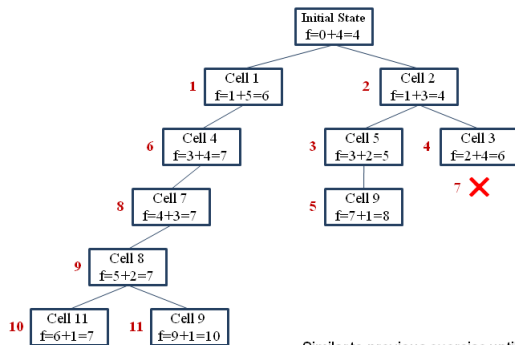 Initial State
f=0+4=4
1
Cell 1
f=1+5=6
2
Cell 2
f=1+3=4
6
Cell 4
f=3+4=7
3
Cell 5
f=3+2=5
4
Cell 3
f=2+4=6
7
8
Cell 7
f=4+3=7
5
Cell 9
f=7+1=8
9
Cell 8
f=5+2=7
10
Cell 11
f=6+1=7
11
Cell 9
f=9+1=10